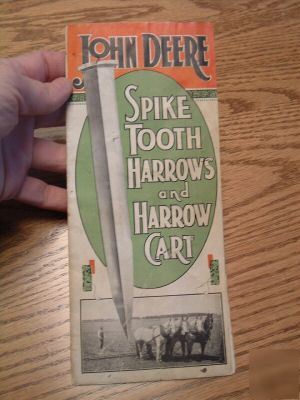 JOHN DEERE
SPIKE
TOOTH
HARROWS
and
HARROW
CART